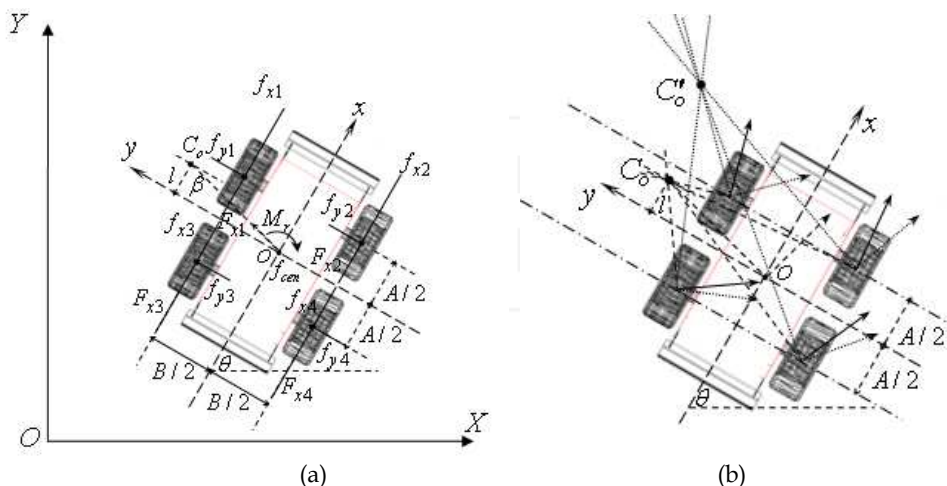 Y
f_{x1}
x
C_o
f_{y1}
f_{x2}
y
l
β
f_{x3}
F_{x1}
M_r
f_{y2}
O
f_{cen}
F_{x2}
F_{x3}
f_{y3}
f_{x4}
A/2
A/2
B/2
θ
f_{y4}
B/2
F_{x4}
O
X
(a)
C_o''
x
C_o
y
l
O
A/2
A/2
θ
(b)